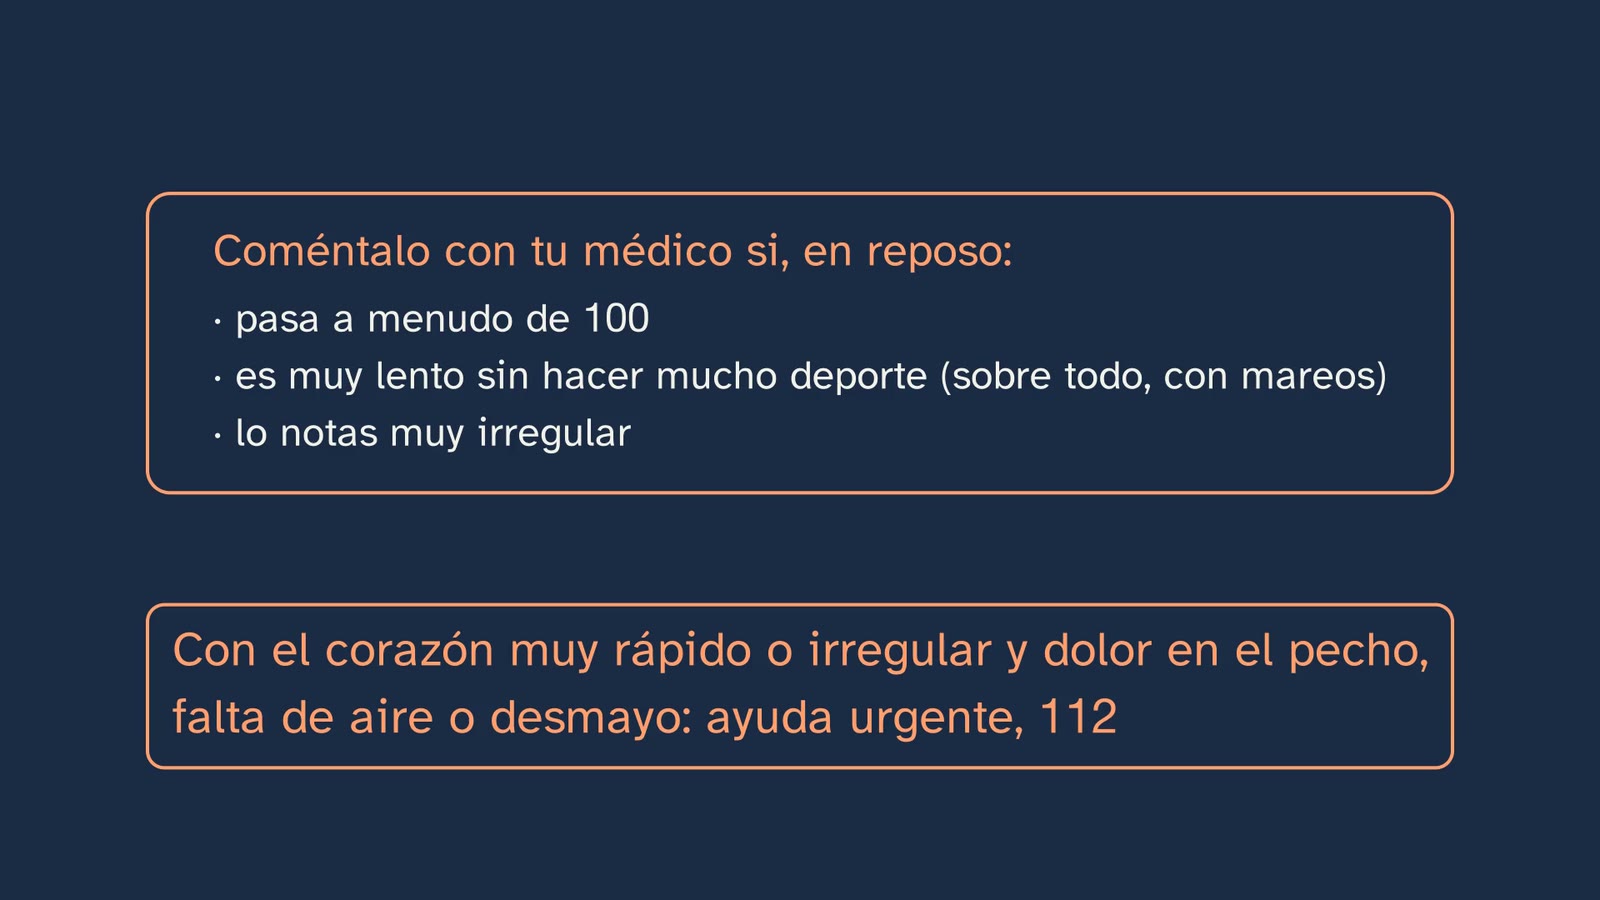 Coméntalo con tu médico si, en reposo:
· pasa a menudo de 100
· es muy lento sin hacer mucho deporte (sobre todo, con mareos)
· lo notas muy irregular
Con el corazón muy rápido o irregular y dolor en el pecho,
falta de aire o desmayo: ayuda urgente, 112